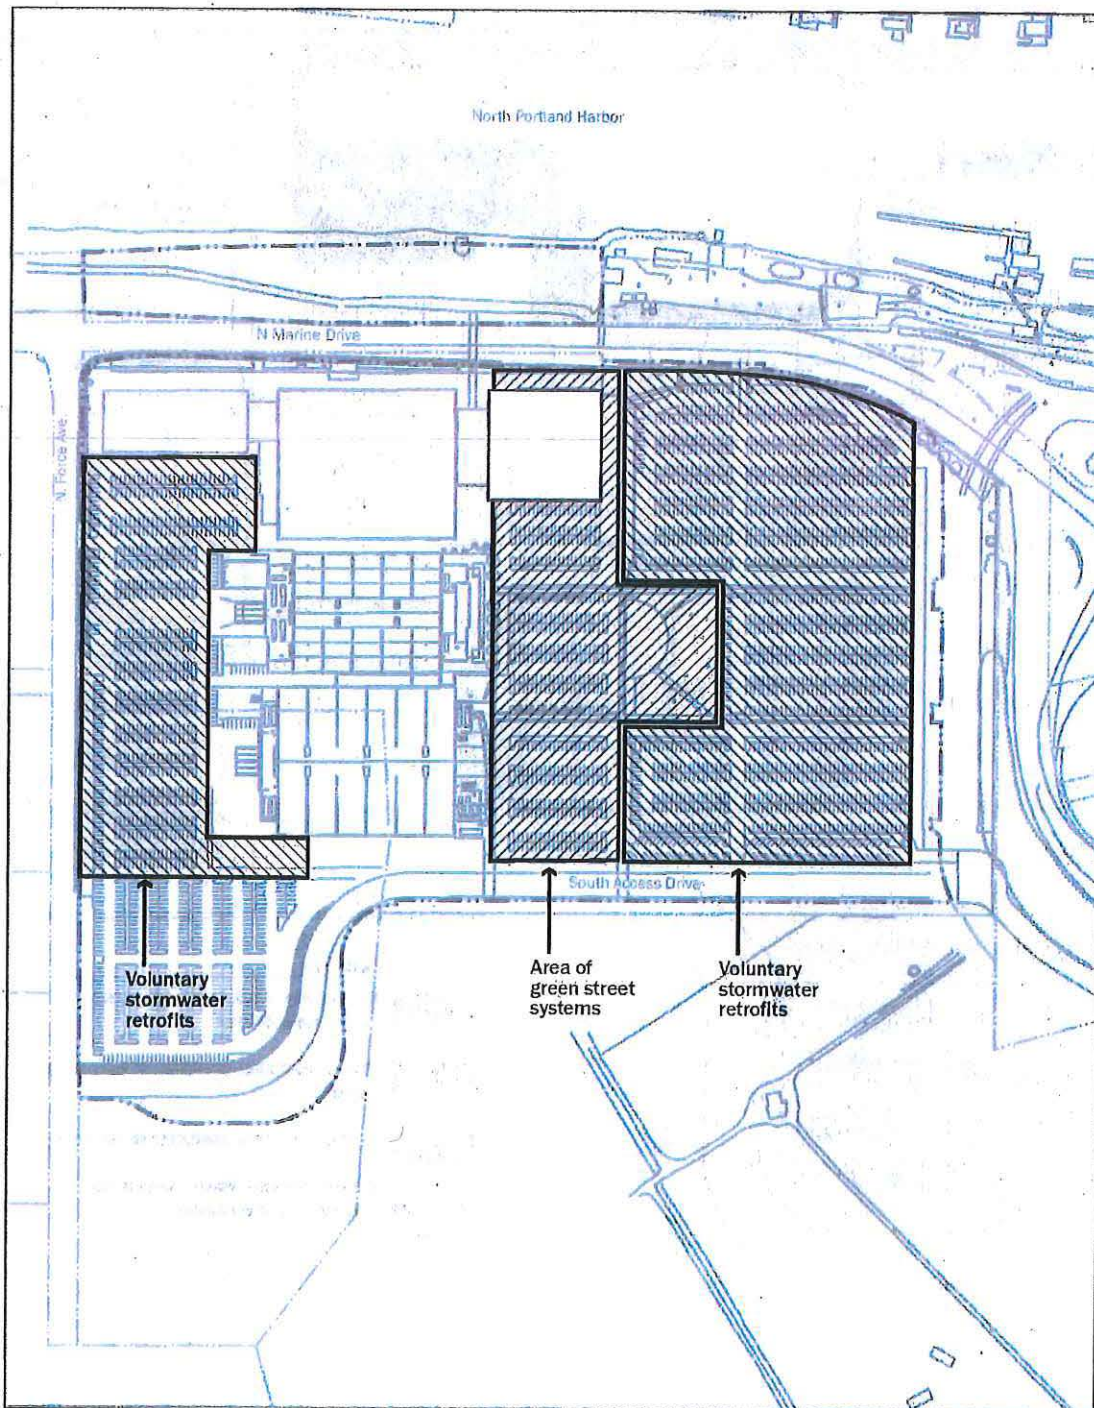 North Portland Harbor
N Marine Drive
N. Force Ave
South Access Drive
Voluntary
stormwater
retrofits
Area of
green street
systems
Voluntary
stormwater
retrofits